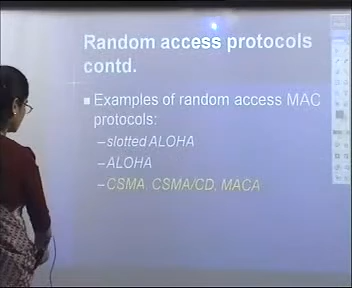 Random access protocols
contd.
Examples of random access MAC
protocols:
–slotted ALOHA
–ALOHA
–CSMA, CSMA/CD, MACA